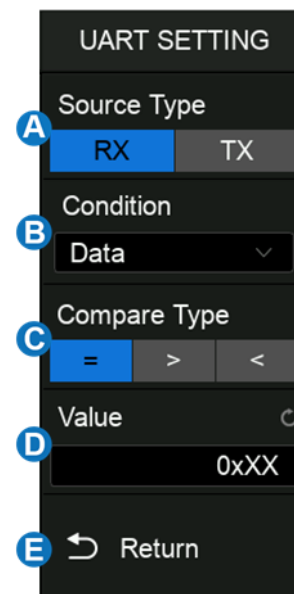 UART SETTING
Source Type
A
RX TX
Condition
B
Data
Compare Type
C
= > <
Value
D
0xXX
E Return